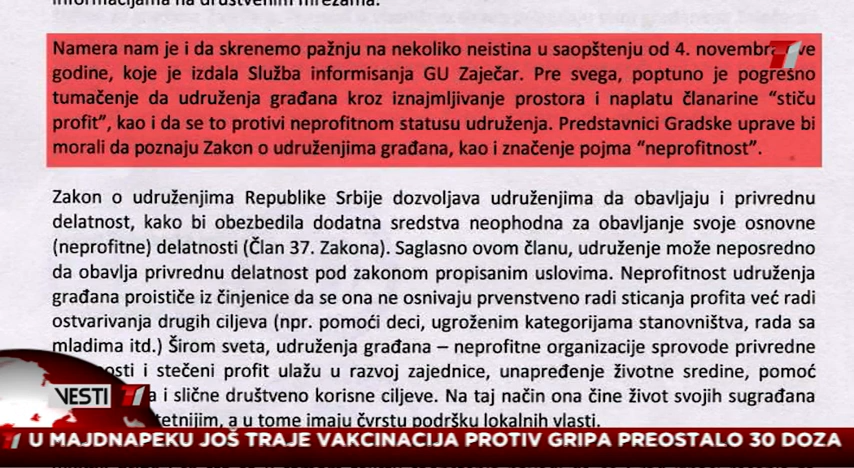 informacijama na društvenim mrežama.
Namera nam je i da skrenemo pažnju na nekoliko neistina u saopštenju od 4. novembra ove
godine, koje je izdala Služba informisanja GU Zaječar. Pre svega, poptuno je pogrešno
tumačenje da udruženja građana kroz iznajmljivanje prostora i naplatu članarine “stiču
profit”, kao i da se to protivi neprofitnom statusu udruženja. Predstavnici Gradske uprave bi
morali da poznaju Zakon o udruženjima građana, kao i značenje pojma “neprofitnost”.
Zakon o udruženjima Republike Srbije dozvoljava udruženjima da obavljaju i privrednu
delatnost, kako bi obezbedila dodatna sredstva neophodna za obavljanje svoje osnovne
(neprofitne) delatnosti (Član 37. Zakona). Saglasno ovom članu, udruženje može neposredno
da obavlja privrednu delatnost pod zakonom propisanim uslovima. Neprofitnost udruženja
građana proističe iz činjenice da se ona ne osnivaju prvenstveno radi sticanja profita već radi
ostvarivanja drugih ciljeva (npr. pomoći deci, ugroženim kategorijama stanovništva, rada sa
mladima itd.) Širom sveta, udruženja građana – neprofitne organizacije sprovode privredne
i stečeni profit ulažu u razvoj zajednice, unapređenje životne sredine, pomoć
i slične društveno korisne ciljeve. Na taj način ona čine život svojih sugrađana
a u tome imaju čvrstu podršku lokalnih vlasti.
VESTI T1
T1 U MAJDNAPEKU JOŠ TRAJE VAKCINACIJA PROTIV GRIPA PREOSTALO 30 DOZA